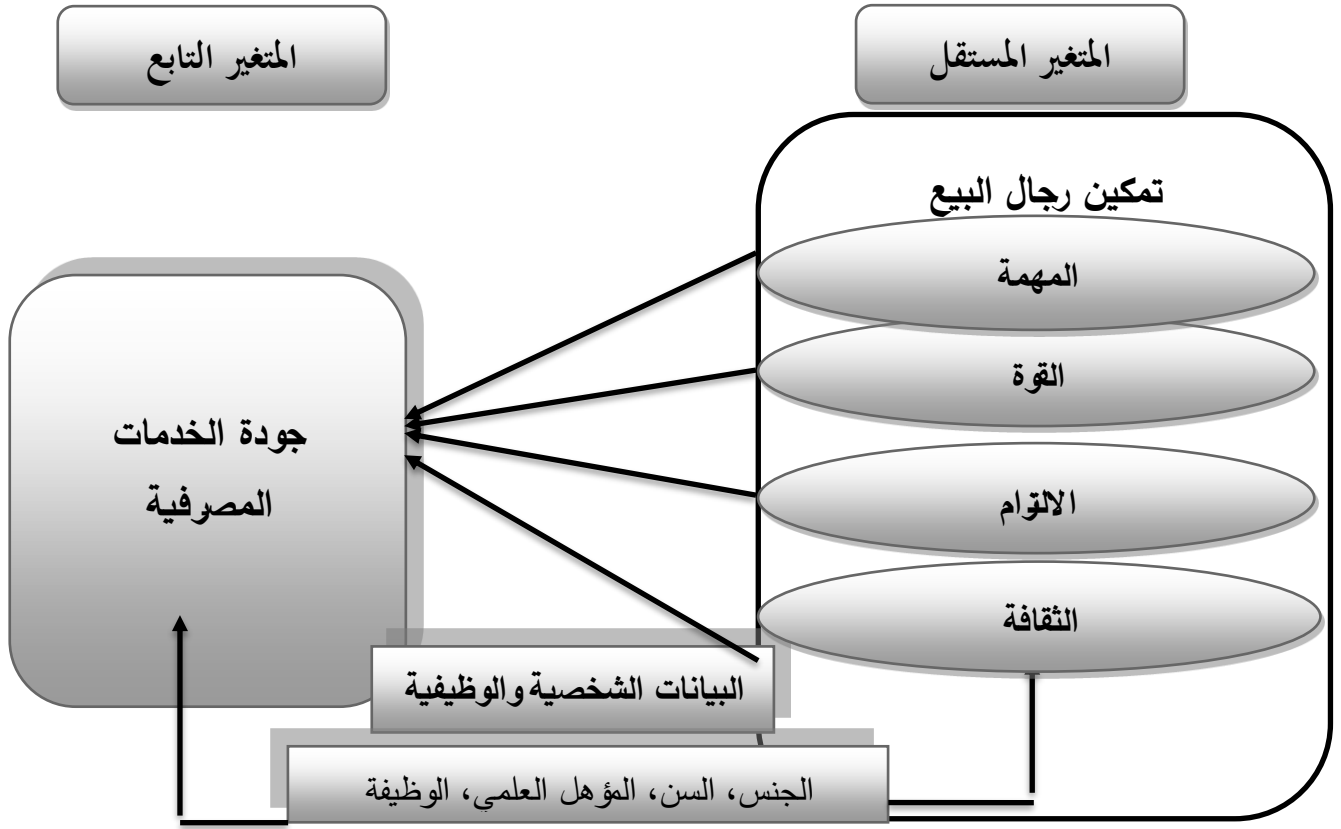 المتغير المستقل
المتغير التابع
تمكين رجال البيع
المهمة
القوة
الالتوام
الثقافة
جودة الخدمات
المصرفية
البيانات الشخصية والوظيفية
الجنس، السن، المؤهل العلمي، الوظيفة